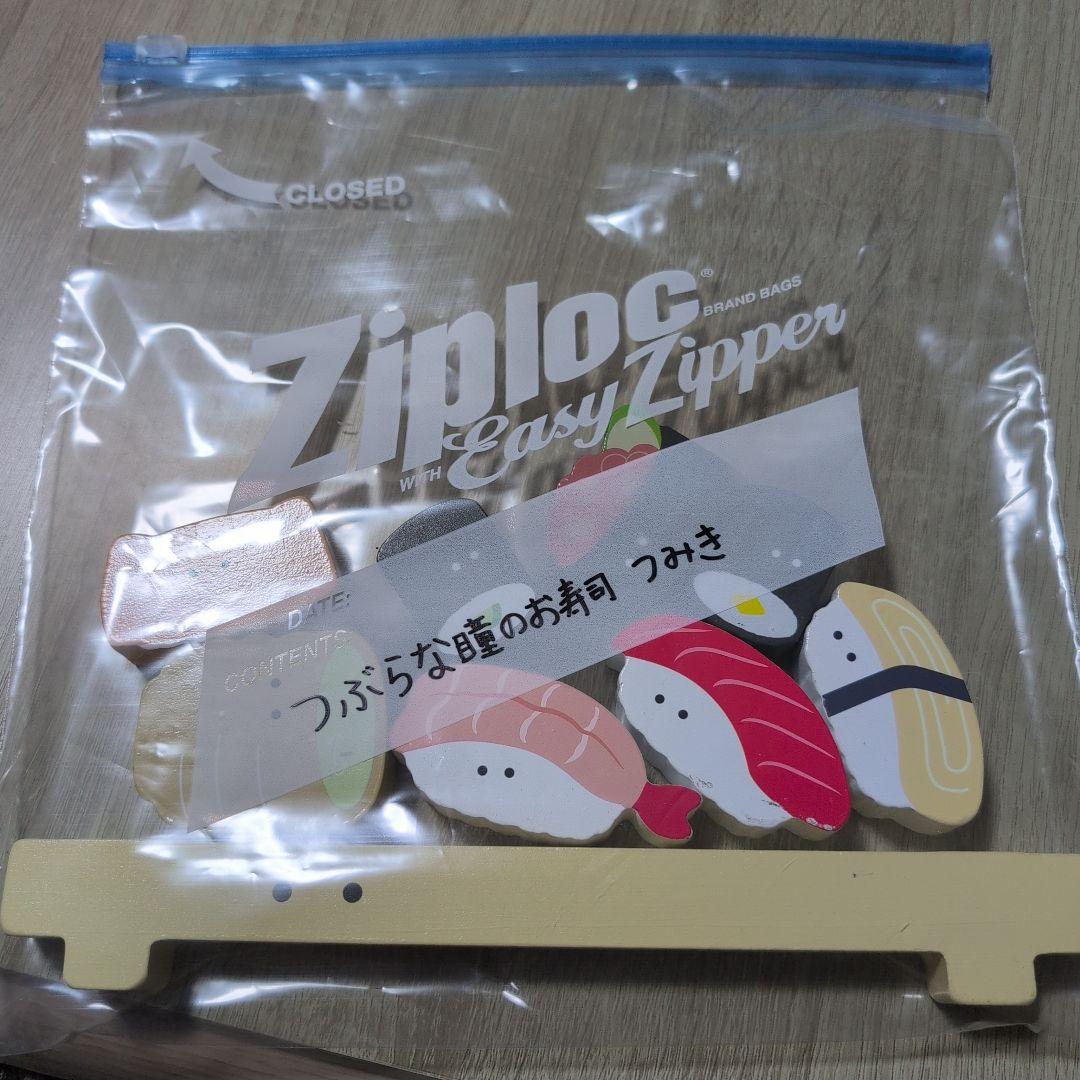 CLOSED
Ziploc®
BRAND BAGS
WITH Easy Zipper
DATE:
CONTENTS:
つぶらな瞳のお寿司 つみき